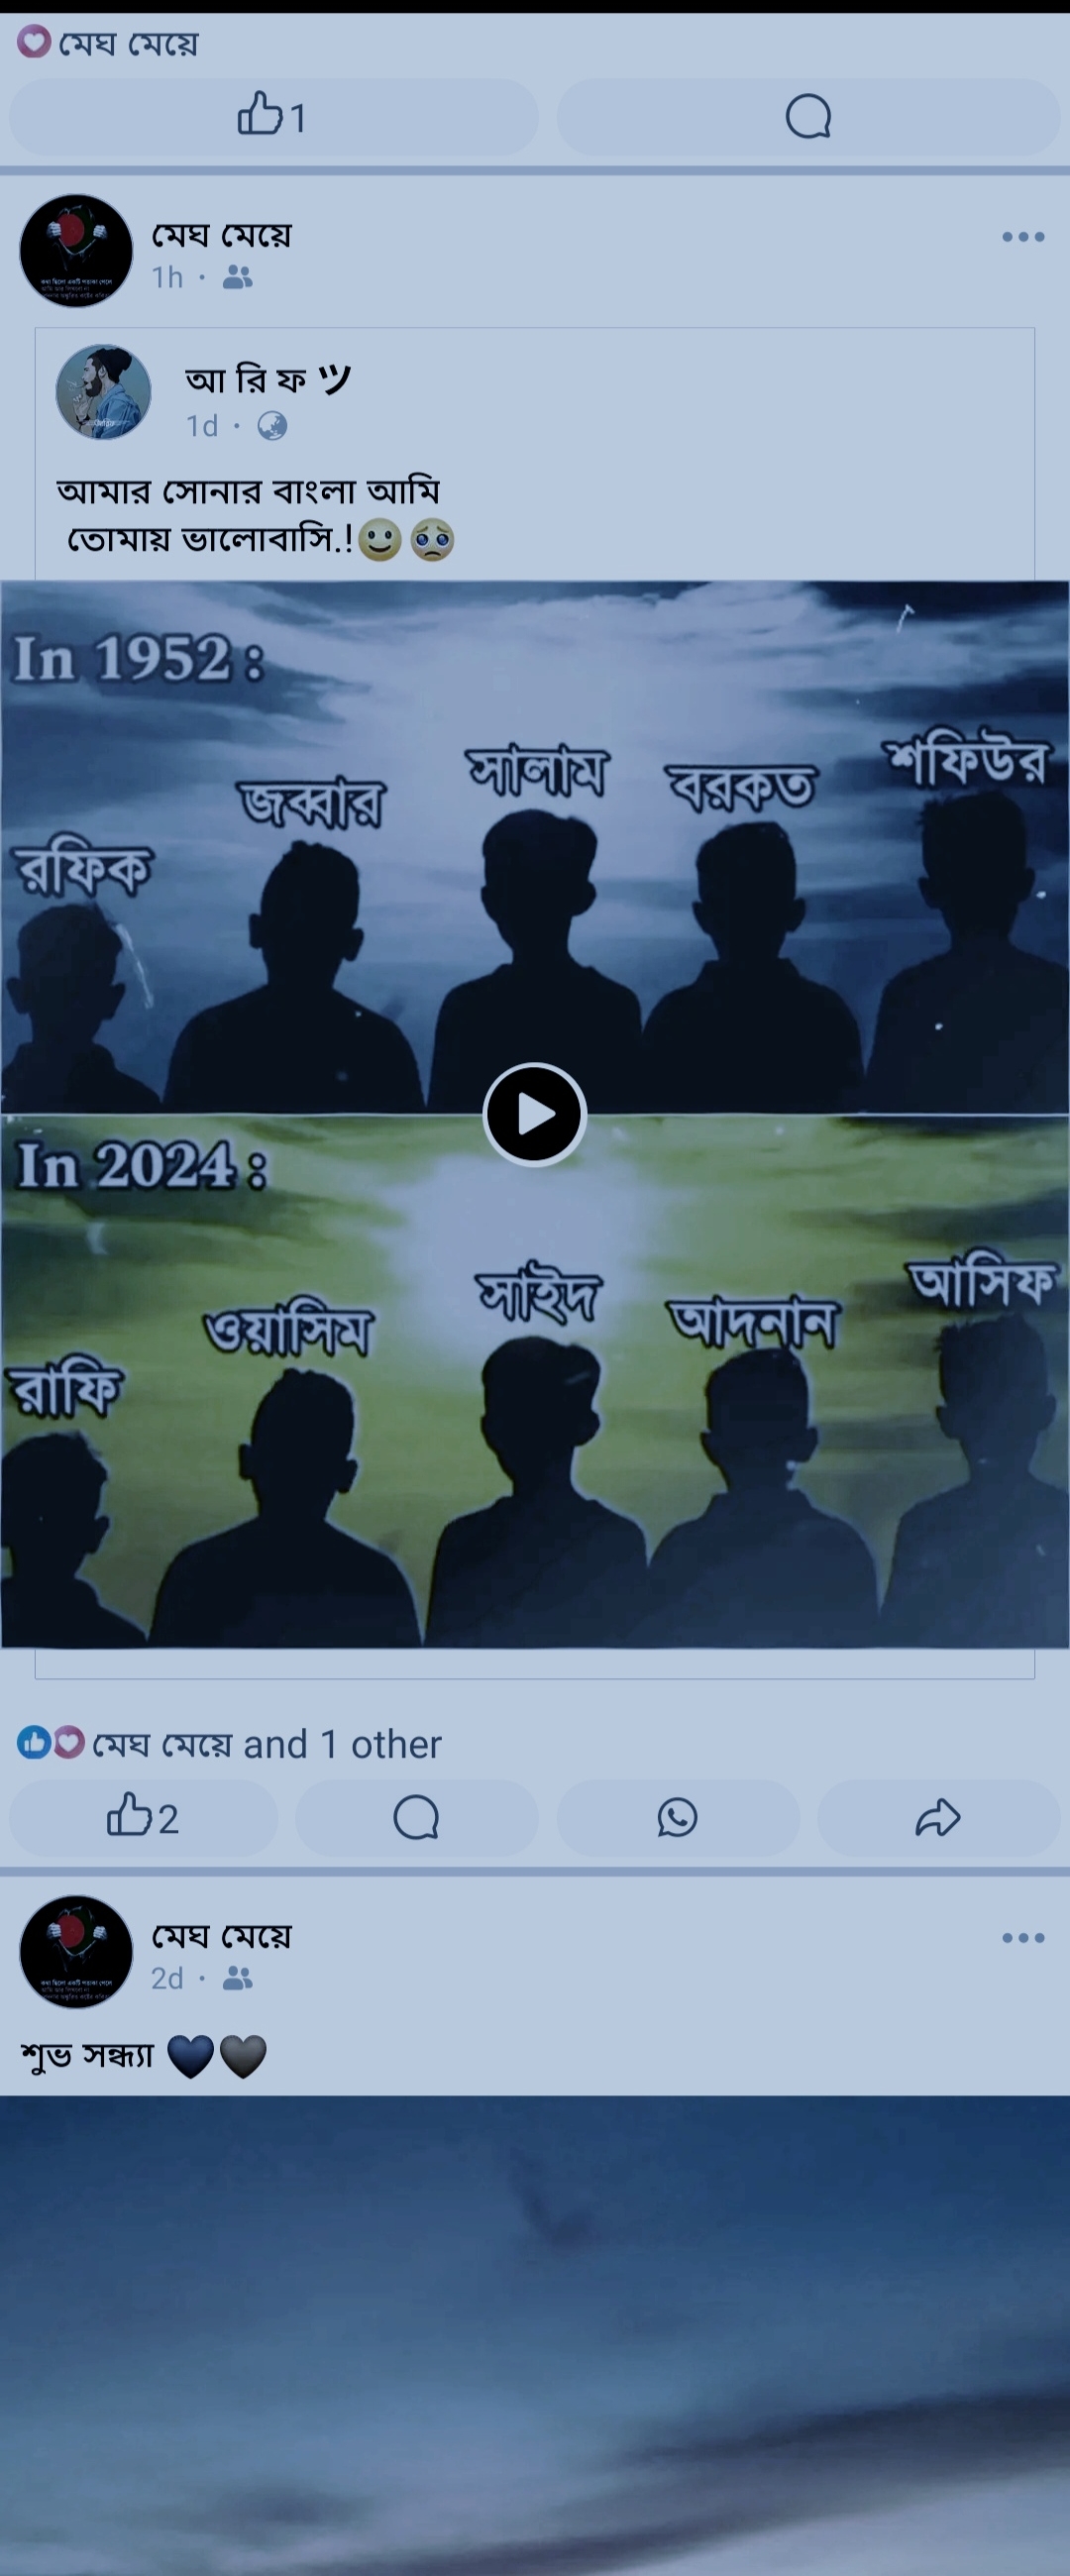 মেঘ মেয়ে
1
মেঘ মেয়ে
1h ·
আ রি ফ ツ
1d ·
আমার সোনার বাংলা আমি
তোমায় ভালোবাসি.!🙂🥺
In 1952 :
রফিক
জব্বার
সালাম
বরকত
শফিউর
In 2024 :
রাফি
ওয়াসিম
সাইদ
আদনান
আসিফ
মেঘ মেয়ে and 1 other
2
মেঘ মেয়ে
2d ·
শুভ সন্ধ্যা 💙🖤